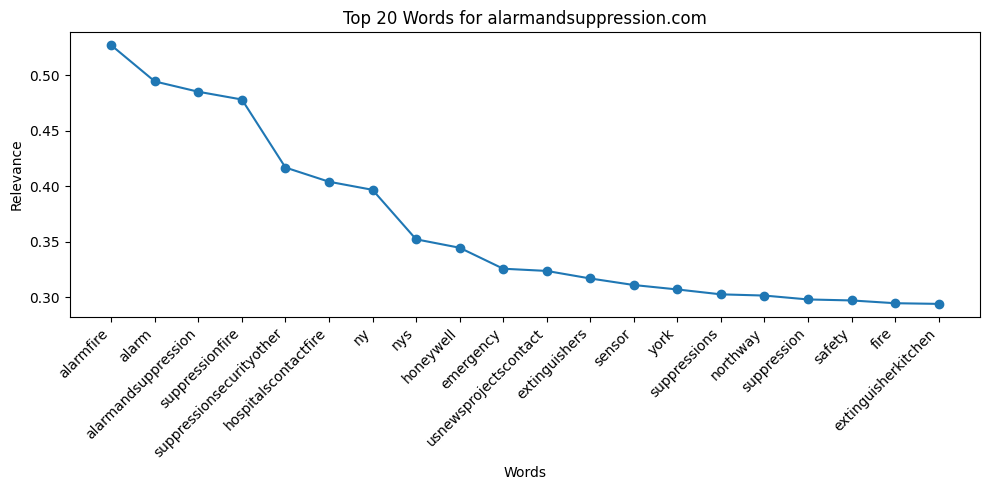 Top 20 Words for alarmandsuppression.com
Relevance
0.50
0.45
0.40
0.35
0.30
alarmfire
alarm
alarmandsuppression
suppressionfire
suppressionsecurityother
hospitalscontactfire
ny
nys
honeywell
emergency
usnewsprojectscontact
extinguishers
sensor
york
suppressions
northway
suppression
safety
fire
extinguisherkitchen
Words